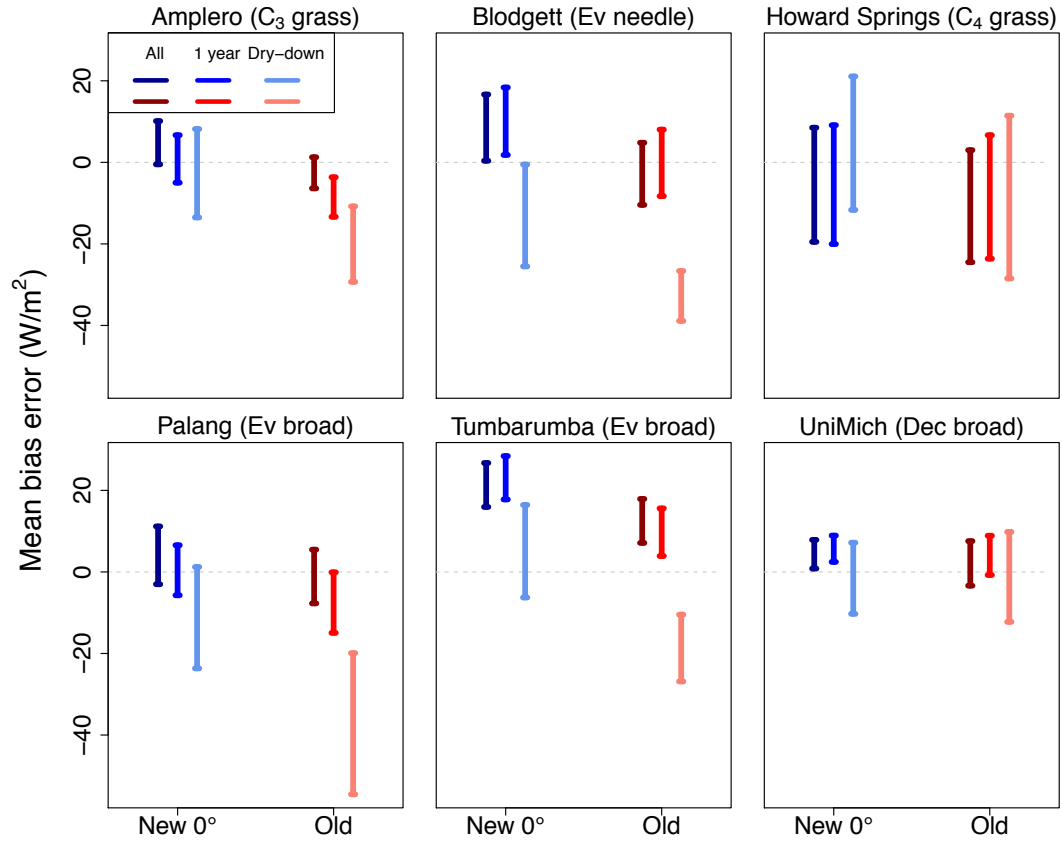 Amplero (C₃ grass)
Blodgett (Ev needle)
Howard Springs (C₄ grass)
All 1 year Dry−down
20
0
−20
−40
Mean bias error (W/m²)
Palang (Ev broad)
Tumbarumba (Ev broad)
UniMich (Dec broad)
20
0
−20
−40
New 0° Old
New 0° Old
New 0° Old